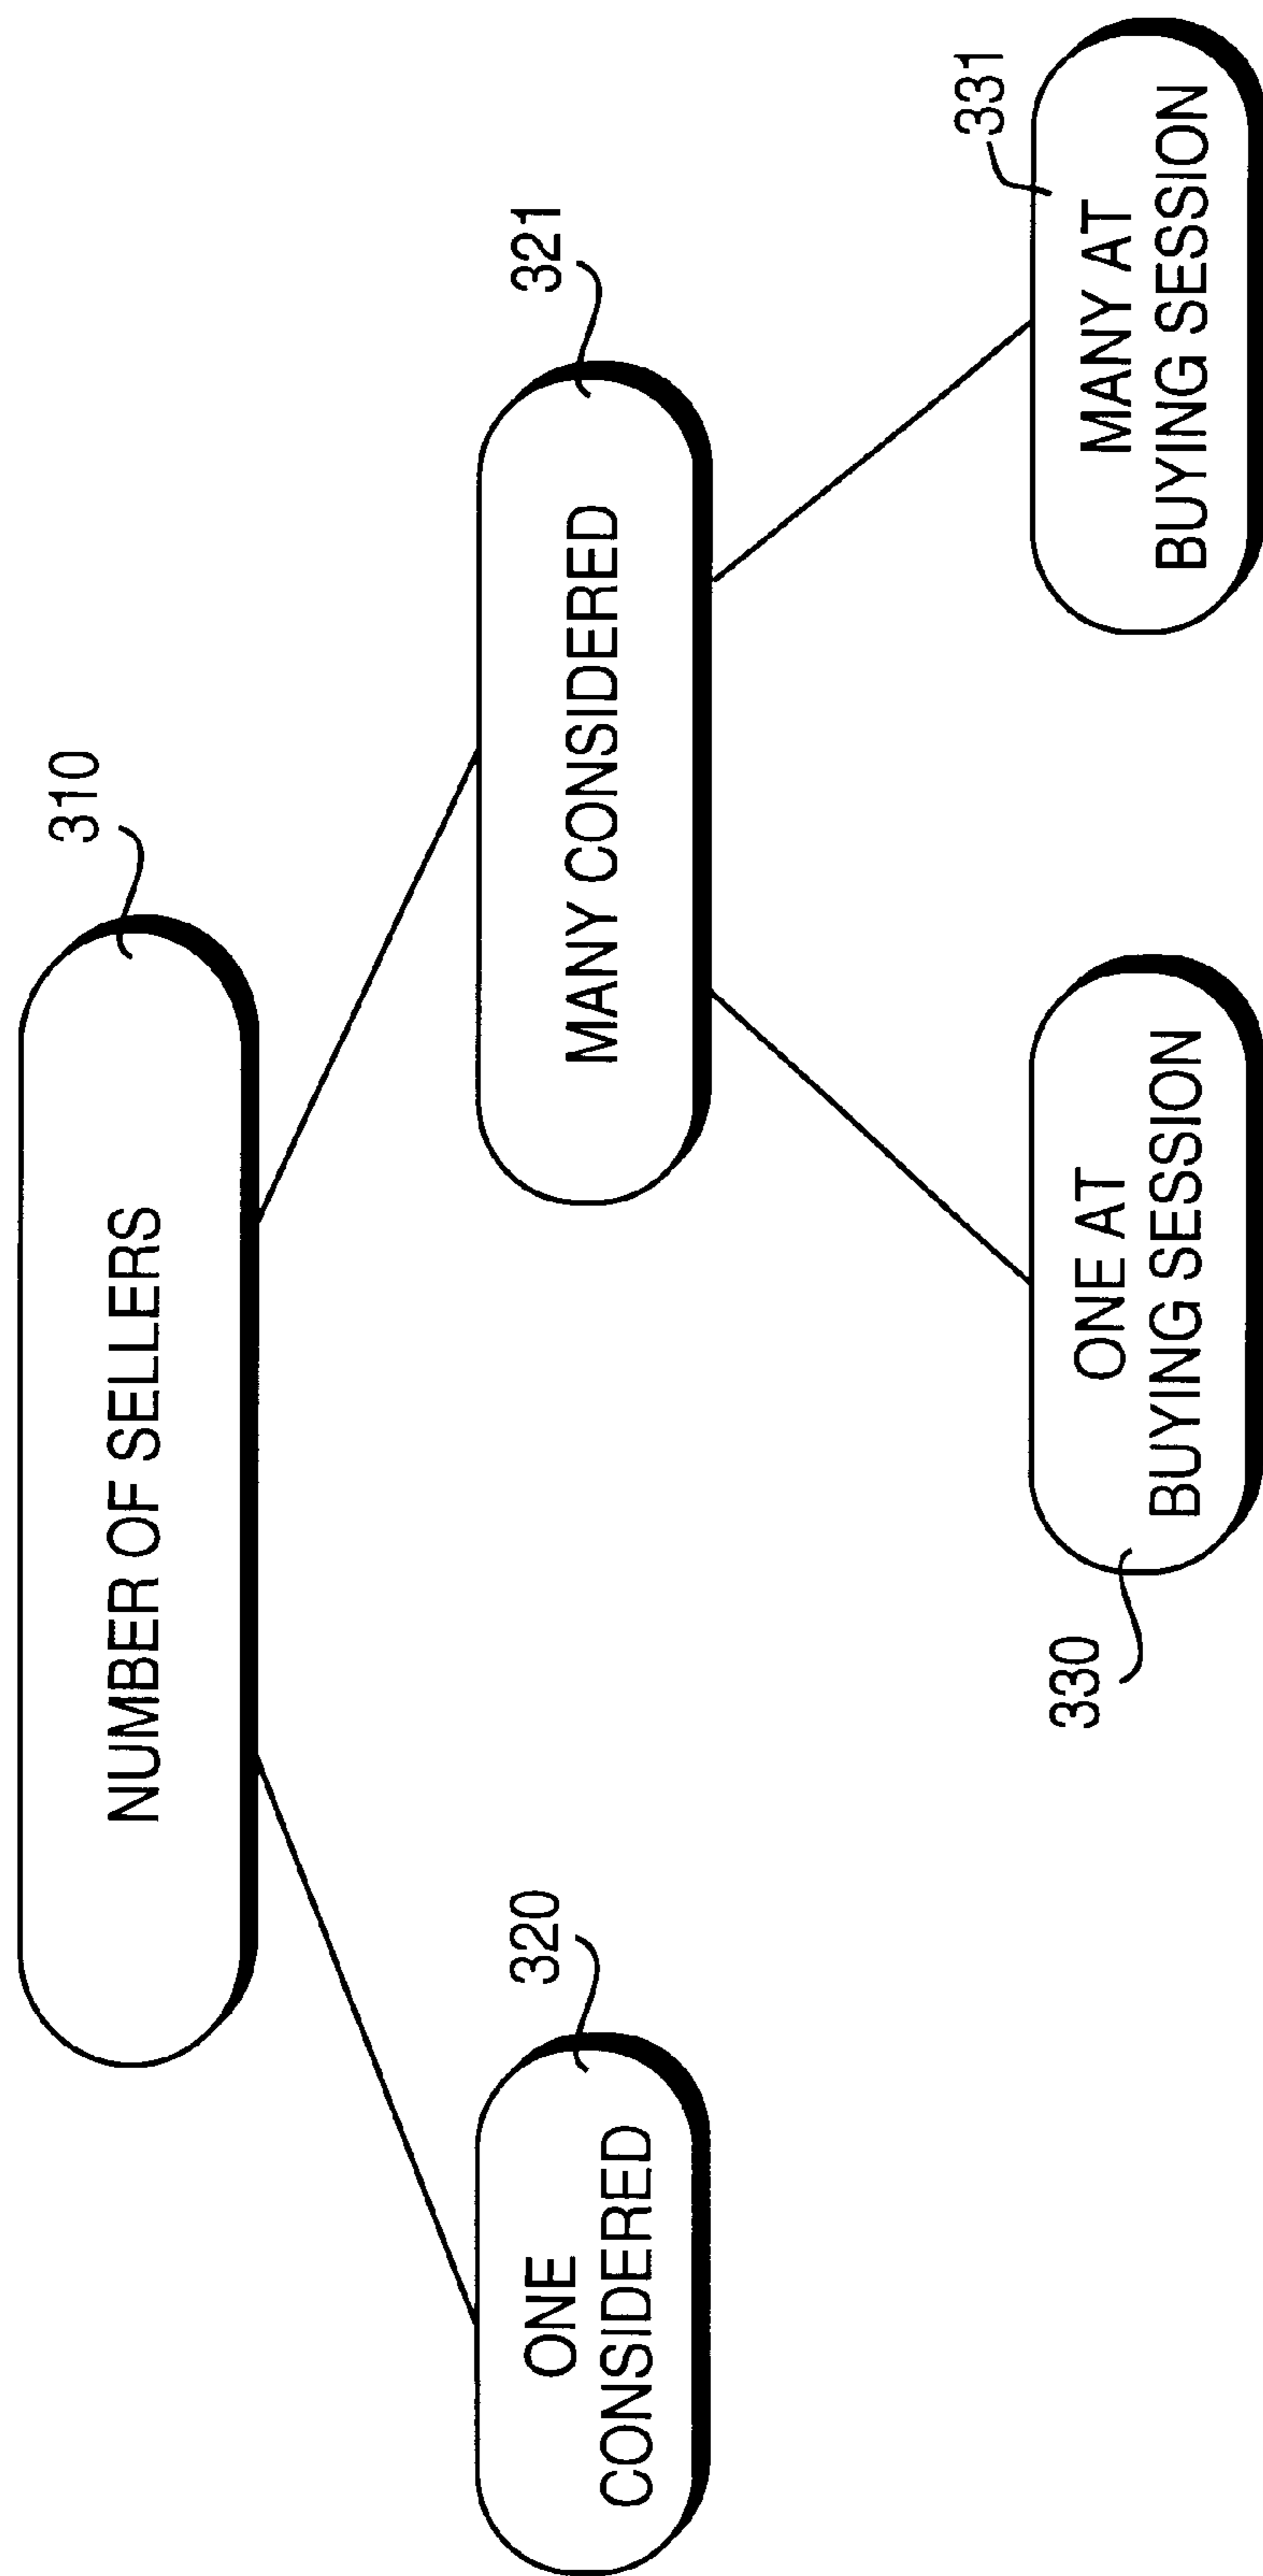 NUMBER OF SELLERS
310
ONE
CONSIDERED
320
MANY CONSIDERED
321
ONE AT
BUYING SESSION
330
MANY AT
BUYING SESSION
331